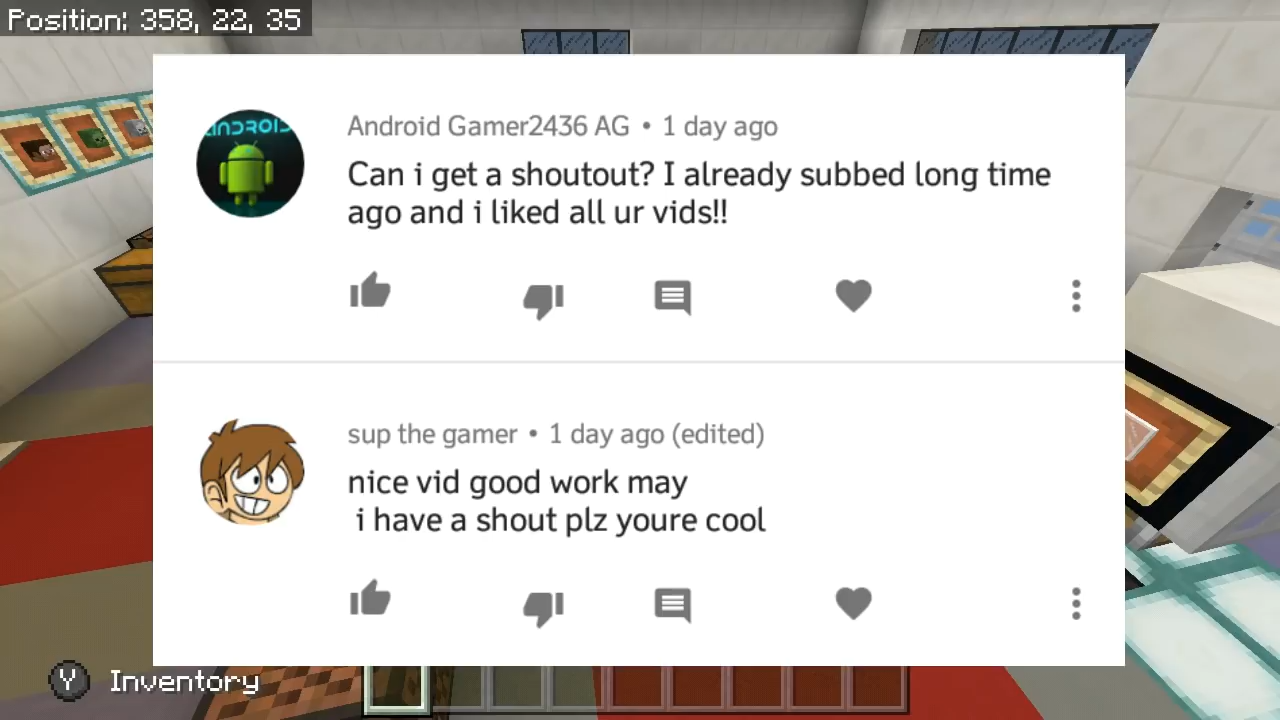 Position: 358, 22, 35
ANDROID
Android Gamer2436 AG • 1 day ago
Can i get a shoutout? I already subbed long time
ago and i liked all ur vids!!
sup the gamer • 1 day ago (edited)
nice vid good work may
i have a shout plz youre cool
Y Inventory